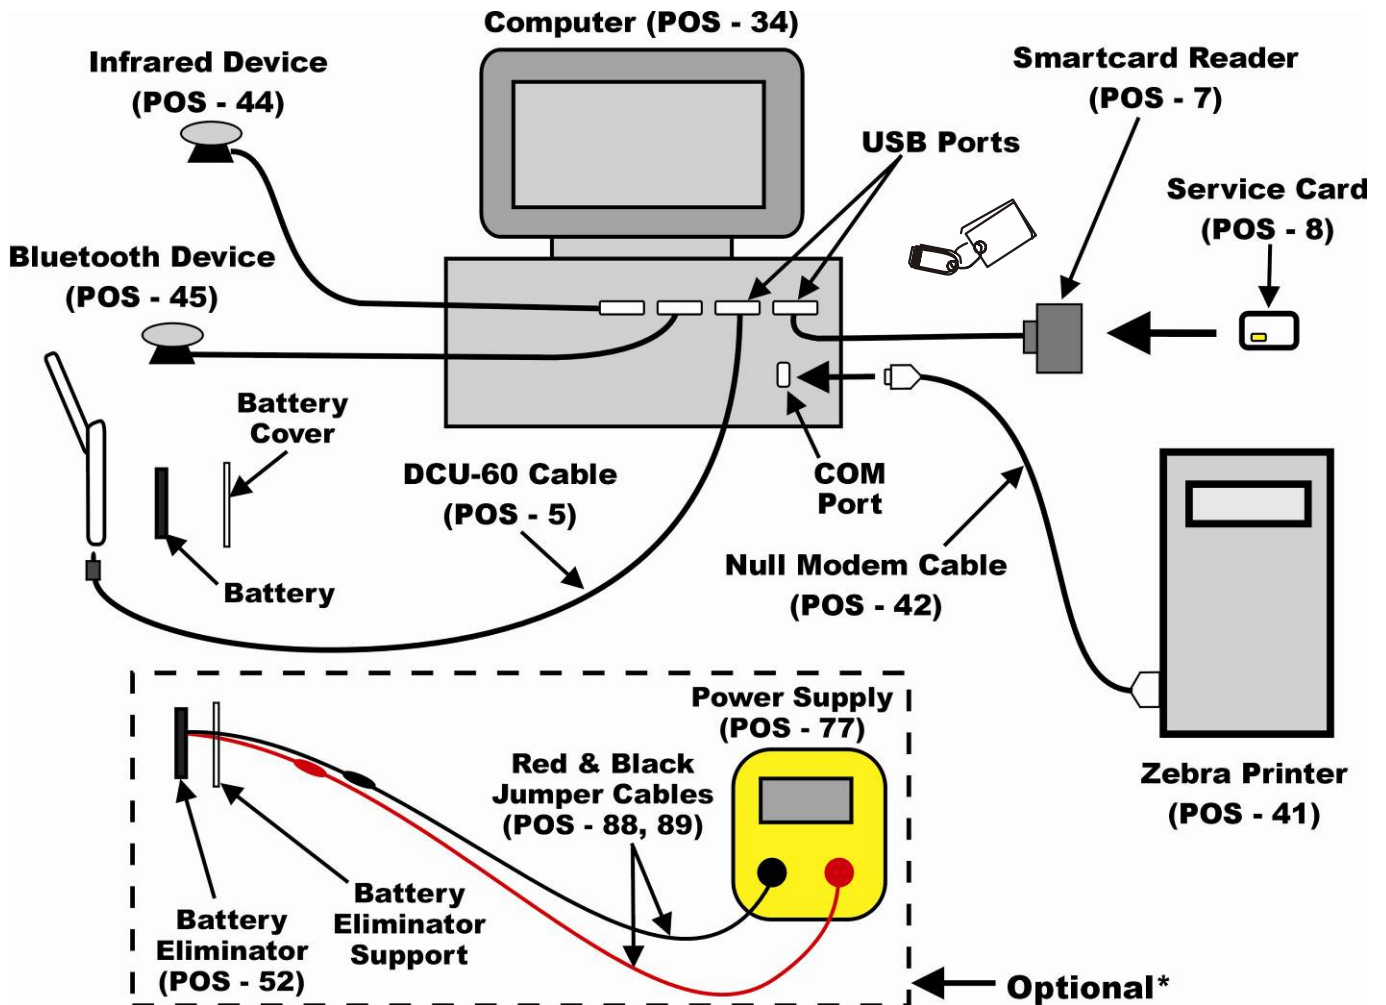 Computer (POS - 34)
Infrared Device
(POS - 44)
Smartcard Reader
(POS - 7)
USB Ports
Service Card
(POS - 8)
Bluetooth Device
(POS - 45)
Battery
Cover
DCU-60 Cable
(POS - 5)
COM
Port
Null Modem Cable
(POS - 42)
Battery
Power Supply
(POS - 77)
Red & Black
Jumper Cables
(POS - 88, 89)
Zebra Printer
(POS - 41)
Battery
Eliminator
Support
Battery
Eliminator
(POS - 52)
Optional*